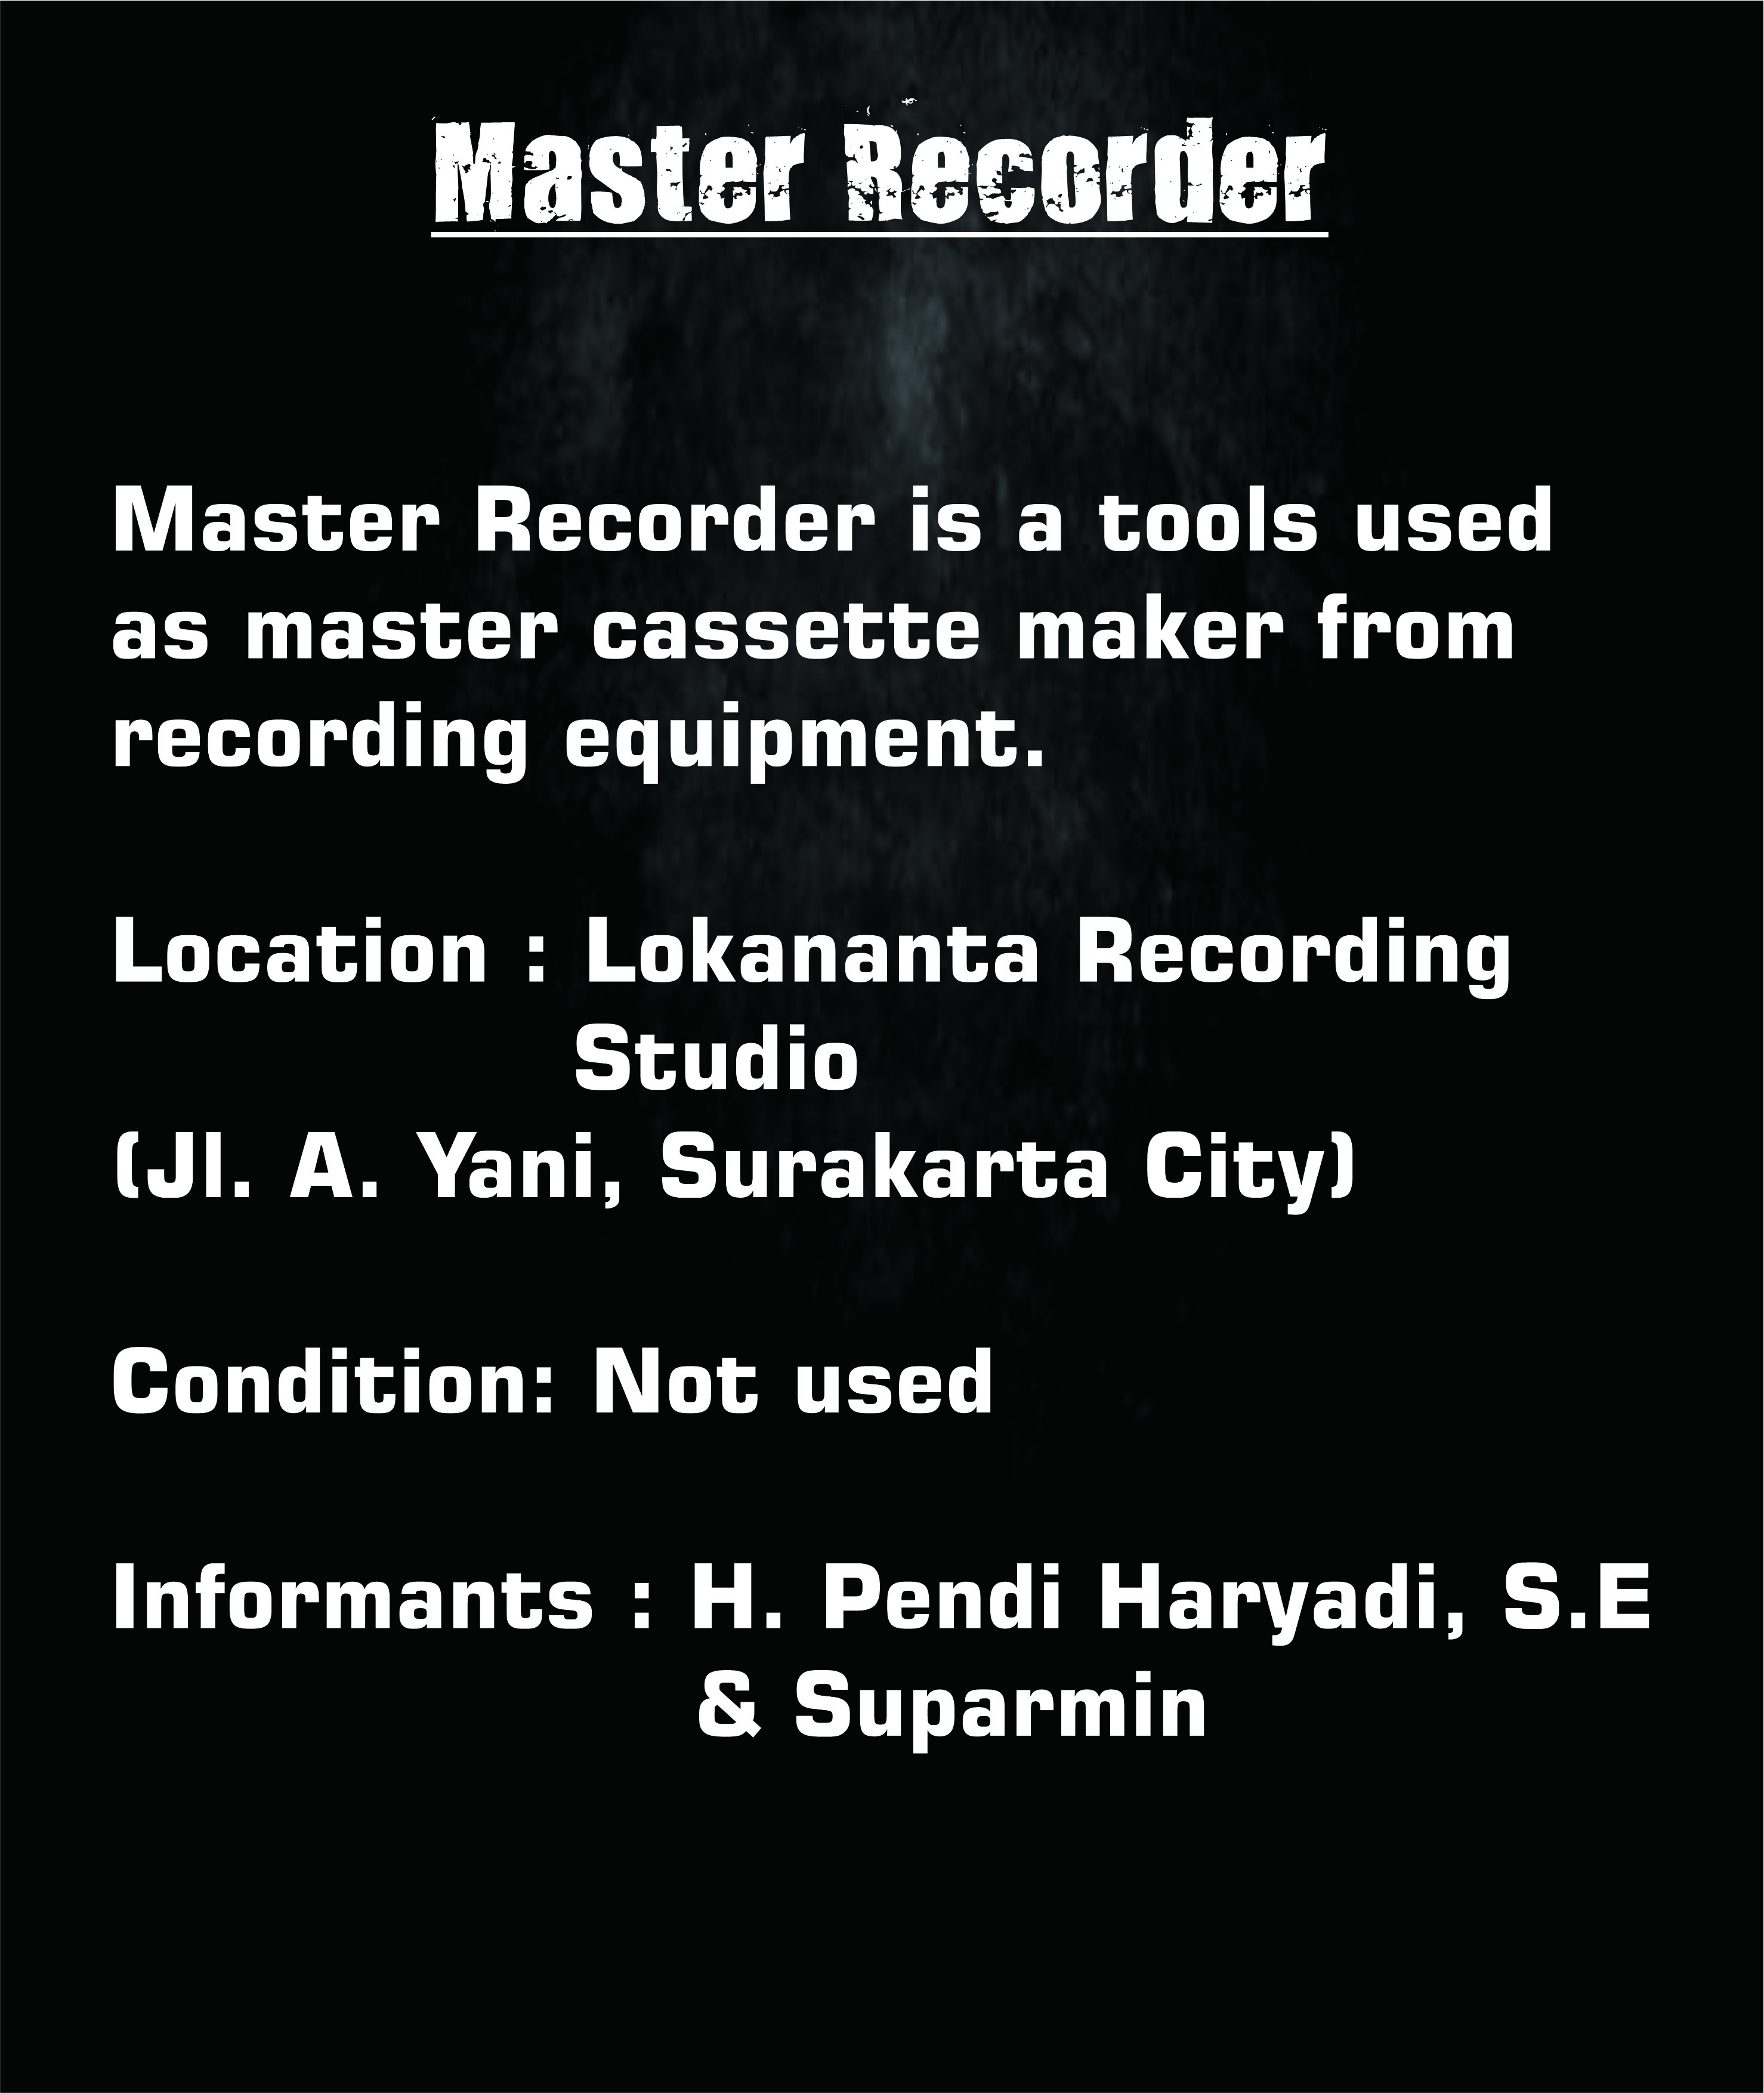 Master Recorder
Master Recorder is a tools used
as master cassette maker from
recording equipment.
Location : Lokananta Recording
Studio
(Jl. A. Yani, Surakarta City)
Condition: Not used
Informants : H. Pendi Haryadi, S.E
& Suparmin